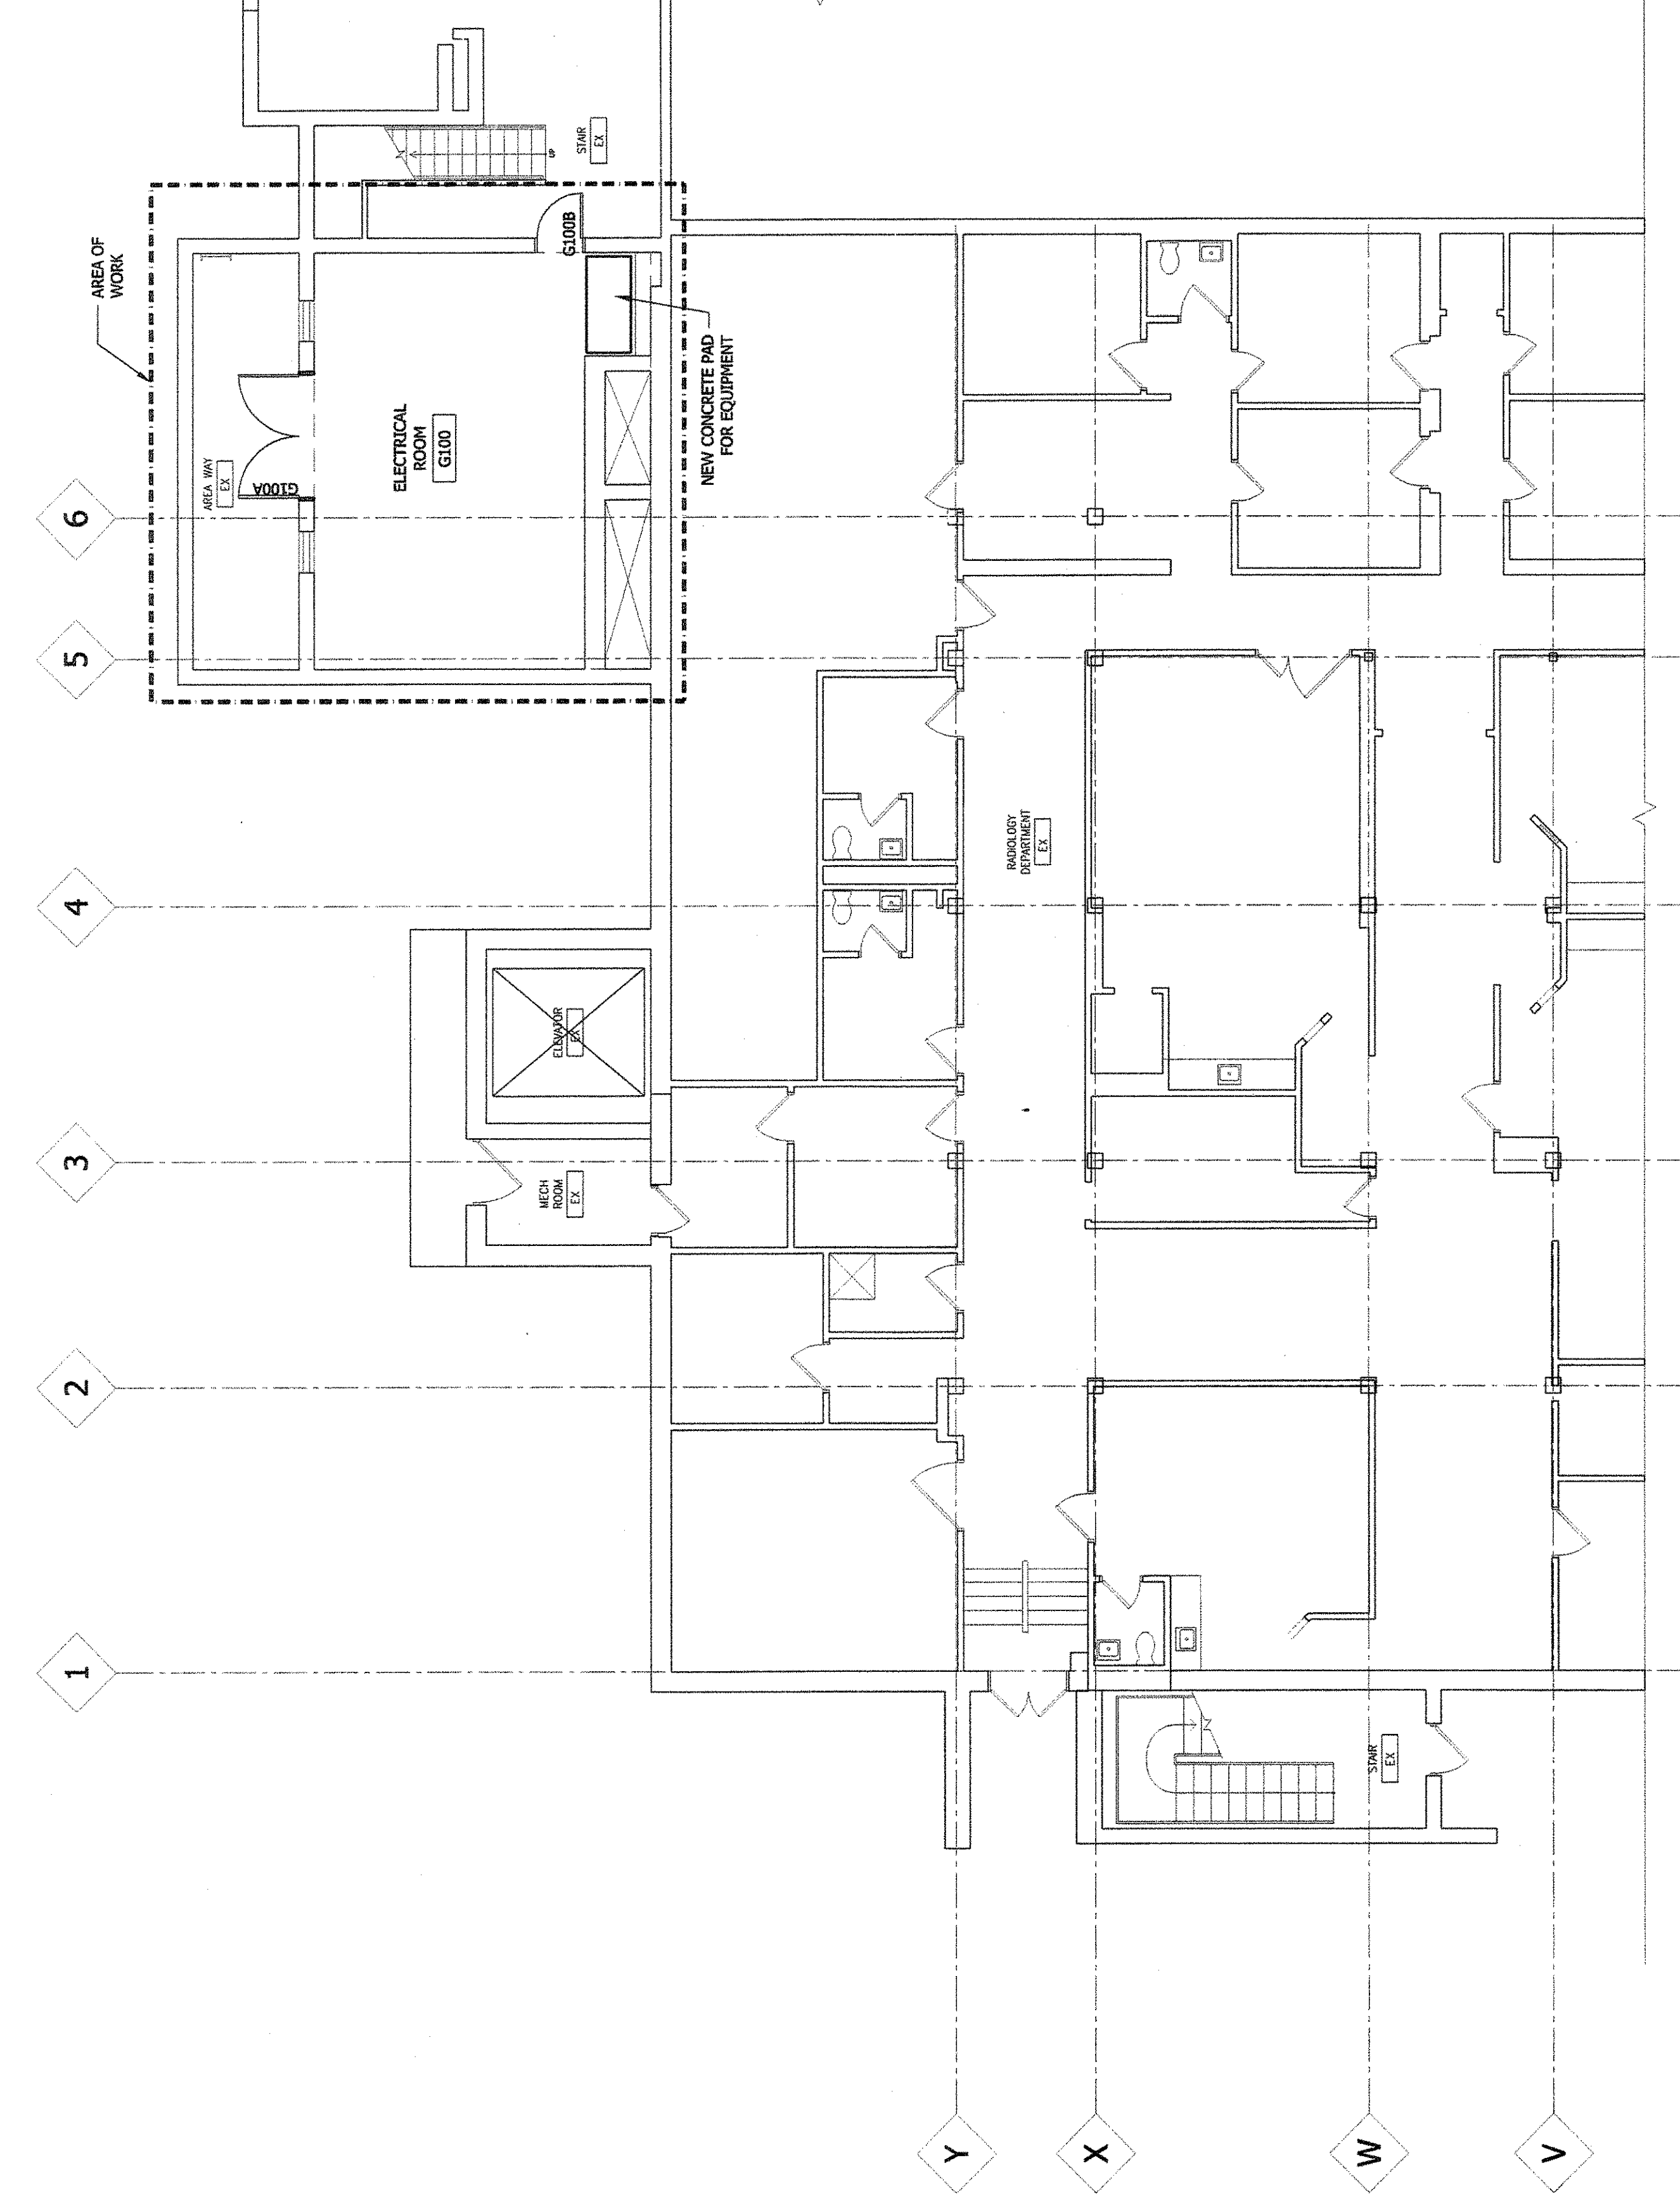 AREA OF
WORK
AREA WAY
EX
G100A
ELECTRICAL
ROOM
G100
G100B
STAIR
EX
UP
NEW CONCRETE PAD
FOR EQUIPMENT
6
5
4
3
2
1
ELEVATOR
EX
MECH
ROOM
EX
RADIOLOGY
DEPARTMENT
EX
STAIR
EX
Y
X
W
V